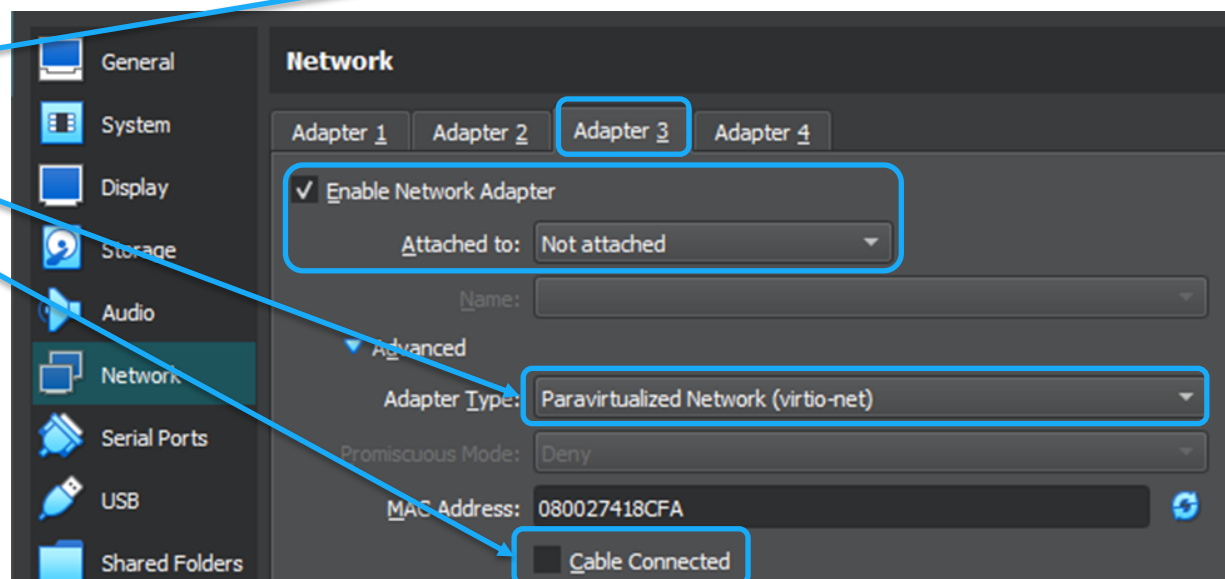 General
System
Display
Storage
Audio
Network
Serial Ports
USB
Shared Folders
Network
Adapter 1
Adapter 2
Adapter 3
Adapter 4
Enable Network Adapter
Attached to: Not attached
Name:
Advanced
Adapter Type: Paravirtualized Network (virtio-net)
Promiscuous Mode: Deny
MAC Address: 080027418CFA
Cable Connected